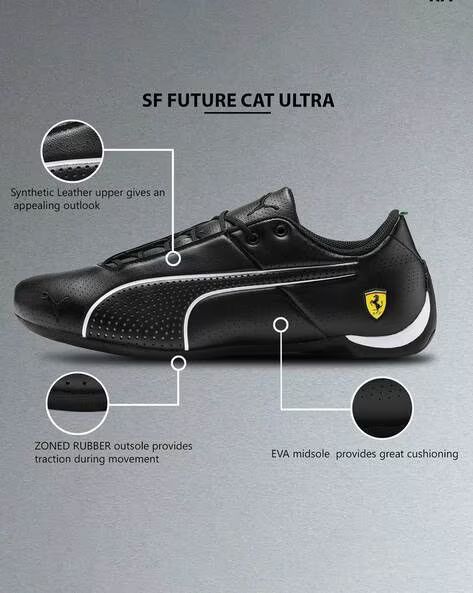 SF FUTURE CAT ULTRA
Synthetic Leather upper gives an
appealing outlook
ZONED RUBBER outsole provides
traction during movement
EVA midsole provides great cushioning